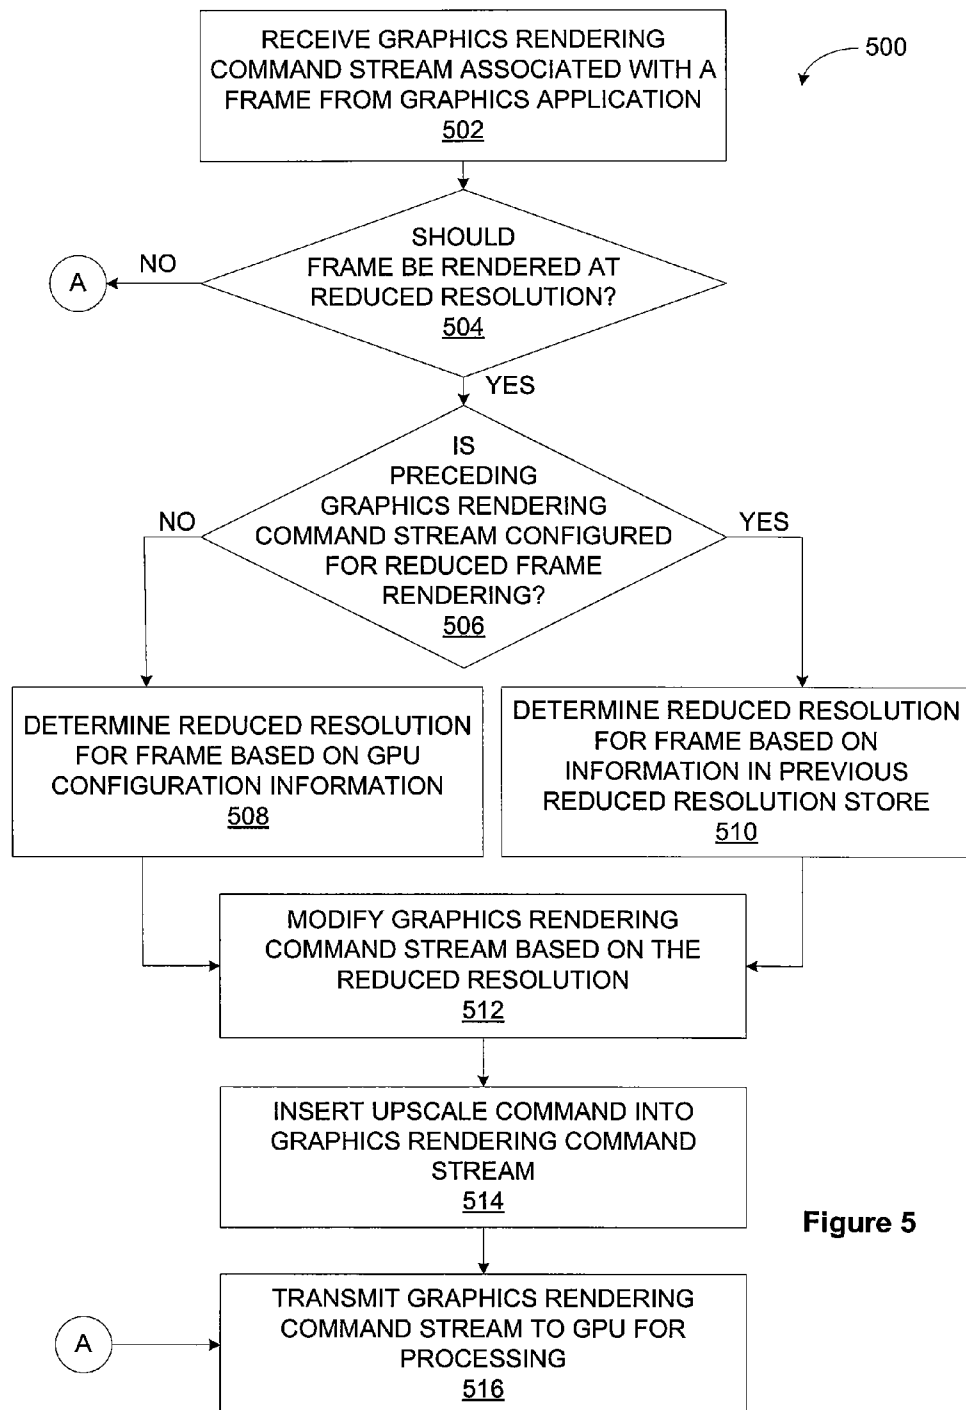 RECEIVE GRAPHICS RENDERING
COMMAND STREAM ASSOCIATED WITH A
FRAME FROM GRAPHICS APPLICATION
502
500
SHOULD
FRAME BE RENDERED AT
REDUCED RESOLUTION?
504
NO
A
YES
IS
PRECEDING
GRAPHICS RENDERING
COMMAND STREAM CONFIGURED
FOR REDUCED FRAME
RENDERING?
506
NO
YES
DETERMINE REDUCED RESOLUTION
FOR FRAME BASED ON GPU
CONFIGURATION INFORMATION
508
DETERMINE REDUCED RESOLUTION
FOR FRAME BASED ON
INFORMATION IN PREVIOUS
REDUCED RESOLUTION STORE
510
MODIFY GRAPHICS RENDERING
COMMAND STREAM BASED ON THE
REDUCED RESOLUTION
512
INSERT UPSCALE COMMAND INTO
GRAPHICS RENDERING COMMAND
STREAM
514
Figure 5
A
TRANSMIT GRAPHICS RENDERING
COMMAND STREAM TO GPU FOR
PROCESSING
516